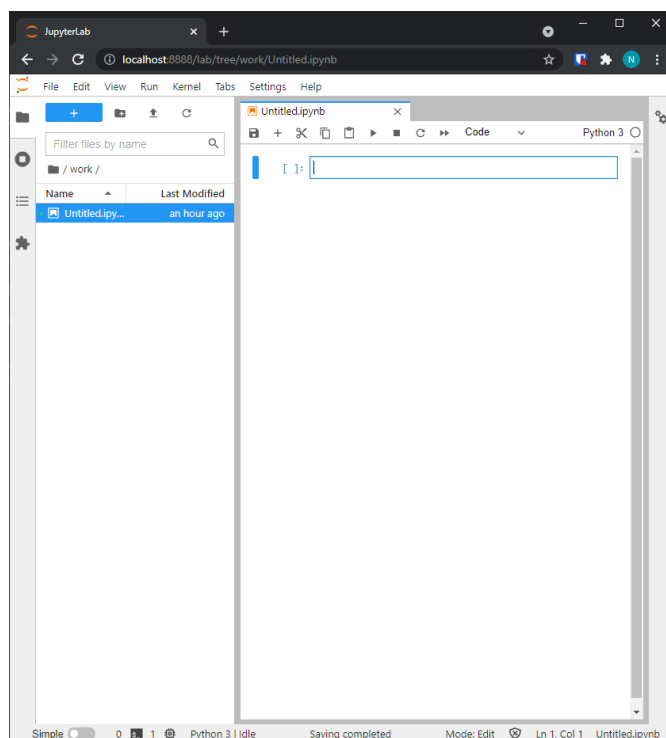 JupyterLab
localhost:8888/lab/tree/work/Untitled.ipynb
N
File Edit View Run Kernel Tabs Settings Help
Untitled.ipynb
Code
Python 3
Filter files by name
/ work /
[ ]:
Name Last Modified
Untitled.ipy... an hour ago
Simple 0 $_ 1 Python 3 | Idle Saving completed Mode: Edit Ln 1, Col 1 Untitled.ipynb